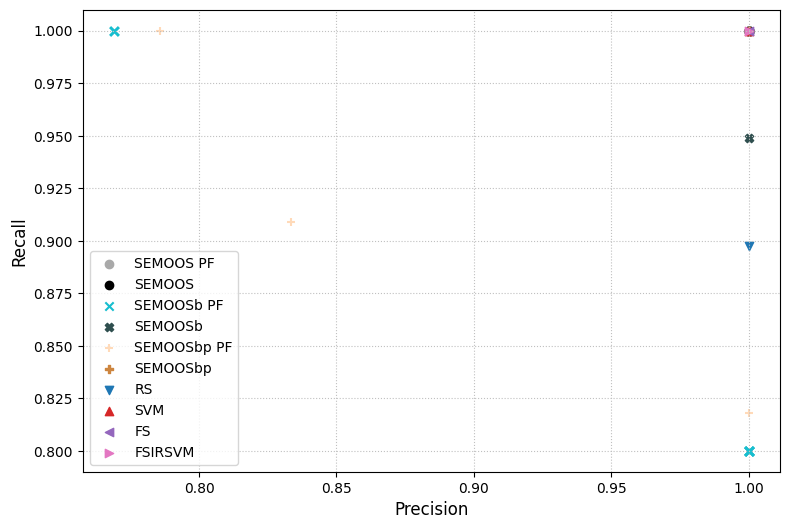 1.000
0.975
0.950
0.925
0.900
0.875
0.850
0.825
0.800
Recall
SEMOOS PF
SEMOOS
SEMOOSb PF
SEMOOSb
SEMOOSbp PF
SEMOOSbp
RS
SVM
FS
FSIRSVM
0.80
0.85
0.90
0.95
1.00
Precision